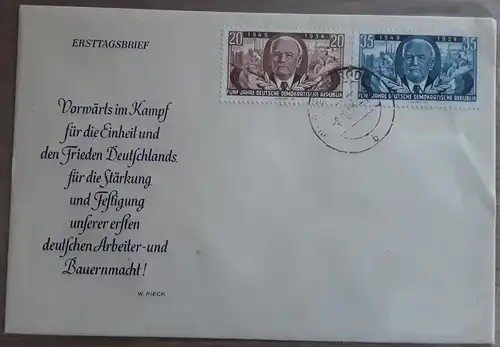 ERSTTAGSBRIEF
20 1949 1954 20
FÜNF JAHRE DEUTSCHE DEMOKRATISCHE REPUBLIK
35 1949 1954 35
FÜNF JAHRE DEUTSCHE DEMOKRATISCHE REPUBLIK
b
Vorwärts im Kampf
für die Einheit und
den Frieden Deutschlands,
für die Stärkung
und Festigung
unserer ersten
deutschen Arbeiter-und
Bauernmacht!
W. PIECK